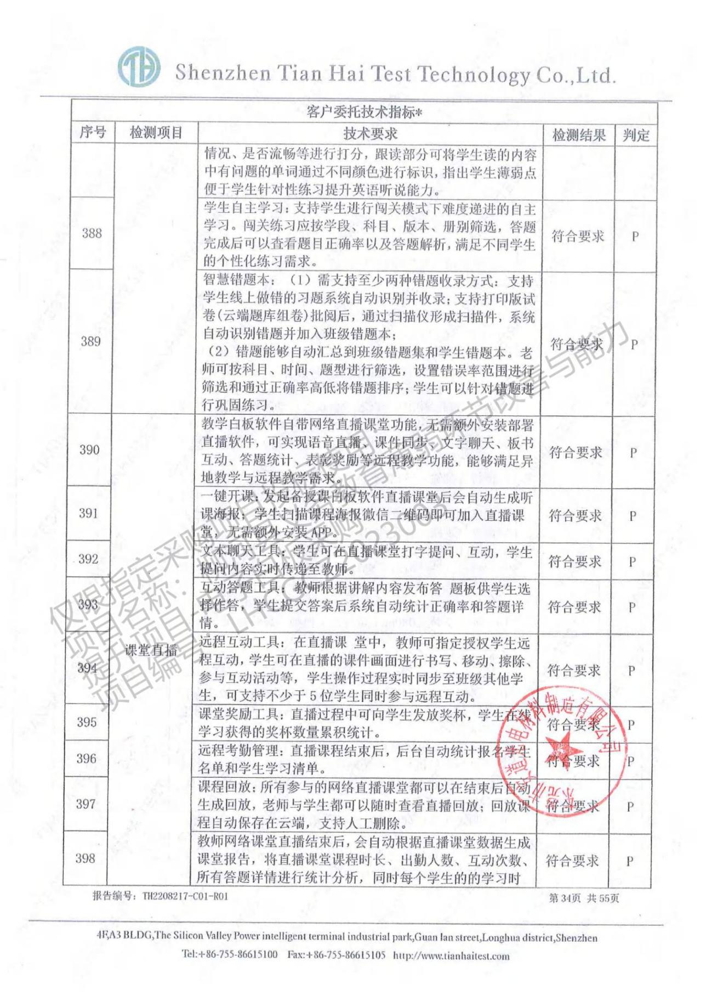 TH
Shenzhen Tian Hai Test Technology Co.,Ltd.
客户委托技术指标*
序号 检测项目 技术要求 检测结果 判定
情况、是否流畅等进行打分，跟读部分可将学生读的内容
中有问题的单词通过不同颜色进行标识，指出学生薄弱点
便于学生针对性练习提升英语听说能力。
388
学生自主学习：支持学生进行闯关模式下难度递进的自主
学习。闯关练习应按学段、科目、版本、册别筛选，答题
完成后可以查看题目正确率以及答题解析，满足不同学生
的个性化练习需求。
符合要求 P
389
智慧错题本：（1）需支持至少两种错题收录方式：支持
学生线上做错的习题系统自动识别并收录；支持打印版试
卷(云端题库组卷)批阅后，通过扫描仪形成扫描件，系统
自动识别错题并加入班级错题本；
（2）错题能够自动汇总到班级错题集和学生错题本。老
师可按科目、时间、题型进行筛选，设置错误率范围进行
筛选和通过正确率高低将错题排序；学生可以针对错题进
行巩固练习。
符合要求 P
课堂直播
390
教学白板软件自带网络直播课堂功能，无需额外安装部署
直播软件，可实现语音直播、课件同步、文字聊天、板书
互动、答题统计、表彰奖励等远程教学功能，能够满足异
地教学与远程教学需求。
符合要求 P
391
一键开课：发起备授课白板软件直播课堂后会自动生成听
课海报；学生扫描课程海报微信二维码即可加入直播课
堂，无需额外安装APP。
符合要求 P
392
文本聊天工具：学生可在直播课堂打字提问、互动，学生
提问内容实时传递至教师。
符合要求 P
393
互动答题工具：教师根据讲解内容发布答 题板供学生选
择作答，学生提交答案后系统自动统计正确率和答题详
情。
符合要求 P
394
远程互动工具：在直播课 堂中，教师可指定授权学生远
程互动，学生可在直播的课件画面进行书写、移动、擦除、
参与互动活动等，学生操作过程实时同步至班级其他学
生，可支持不少于5位学生同时参与远程互动。
符合要求 P
395
课堂奖励工具：直播过程中可向学生发放奖杯，学生在线
学习获得的奖杯数量累积统计。
符合要求 P
396
远程考勤管理：直播课程结束后，后台自动统计报名学生
名单和学生学习清单。
符合要求 P
397
课程回放：所有参与的网络直播课堂都可以在结束后自动
生成回放，老师与学生都可以随时查看直播回放；回放课
程自动保存在云端，支持人工删除。
符合要求 P
398
教师网络课堂直播结束后，会自动根据直播课堂数据生成
课堂报告，将直播课堂课程时长、出勤人数、互动次数、
所有答题详情进行统计分析，同时每个学生的的学习时
符合要求 P
仅限指定采购项目投标使用：
报告编号：TH2208217-C01-R01
第34页 共55页
4F,A3 BLDG,The Silicon Valley Power intelligent terminal industrial park,Guan lan street,Longhua district,Shenzhen
Tel:+86-755-86615100 Fax:+86-755-86615105 http://www.tianhaitest.com